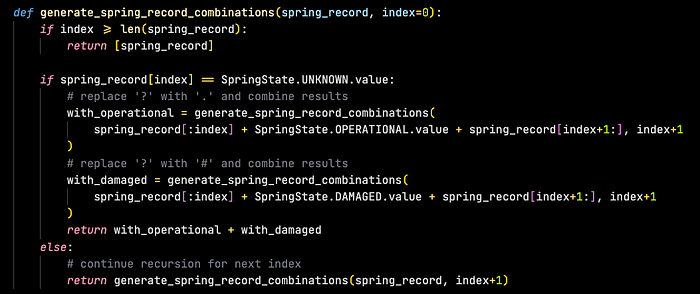 def generate_spring_record_combinations(spring_record, index=0):
    if index >= len(spring_record):
        return [spring_record]

    if spring_record[index] == SpringState.UNKNOWN.value:
        # replace '?' with '.' and combine results
        with_operational = generate_spring_record_combinations(
            spring_record[:index] + SpringState.OPERATIONAL.value + spring_record[index+1:], index+1
        )
        # replace '?' with '#' and combine results
        with_damaged = generate_spring_record_combinations(
            spring_record[:index] + SpringState.DAMAGED.value + spring_record[index+1:], index+1
        )
        return with_operational + with_damaged
    else:
        # continue recursion for next index
        return generate_spring_record_combinations(spring_record, index+1)